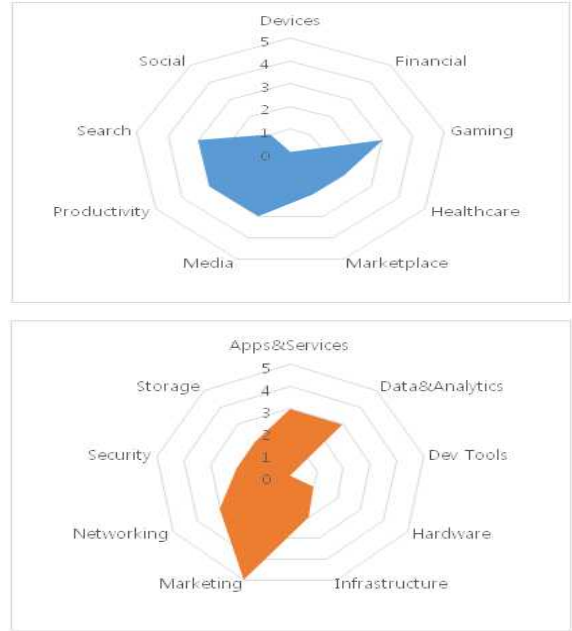 Devices
5
4
3
2
1
0
Social
Financial
Search
Gaming
Productivity
Healthcare
Media
Marketplace
Apps&Services
5
4
3
2
1
0
Storage
Data&Analytics
Security
Dev Tools
Networking
Hardware
Marketing
Infrastructure